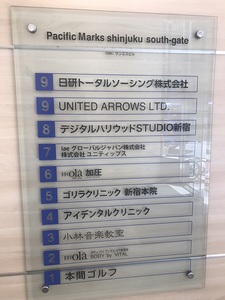 Pacific Marks shinjuku south-gate
9 日研トータルソーシング株式会社
9 UNITED ARROWS LTD.
8 デジタルハリウッドSTUDIO新宿
7 iae グローバルジャパン株式会社
株式会社 ユニティップス
6 ola 加圧
5 ゴリラクリニック 新宿本院
4 アイデンタルクリニック
3 小林音楽教室
2 ola BODY by VITAL
1 本間ゴルフ